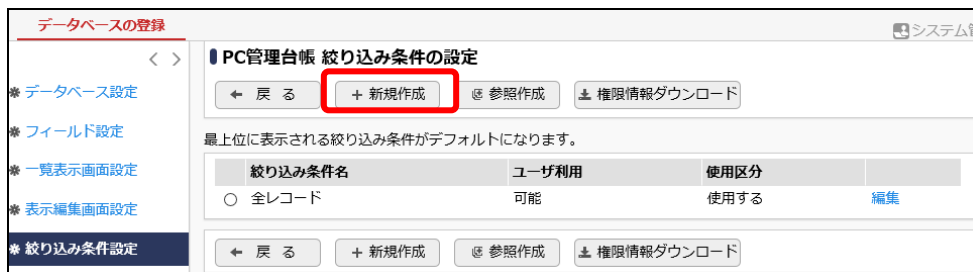 データベースの登録
システム管
< >
データベース設定
フィールド設定
一覧表示画面設定
表示編集画面設定
絞り込み条件設定
PC管理台帳 絞り込み条件の設定
戻 る
+ 新規作成
参照作成
権限情報ダウンロード
最上位に表示される絞り込み条件がデフォルトになります。
絞り込み条件名 ユーザ利用 使用区分
全レコード 可能 使用する 編集
戻 る
+ 新規作成
参照作成
権限情報ダウンロード